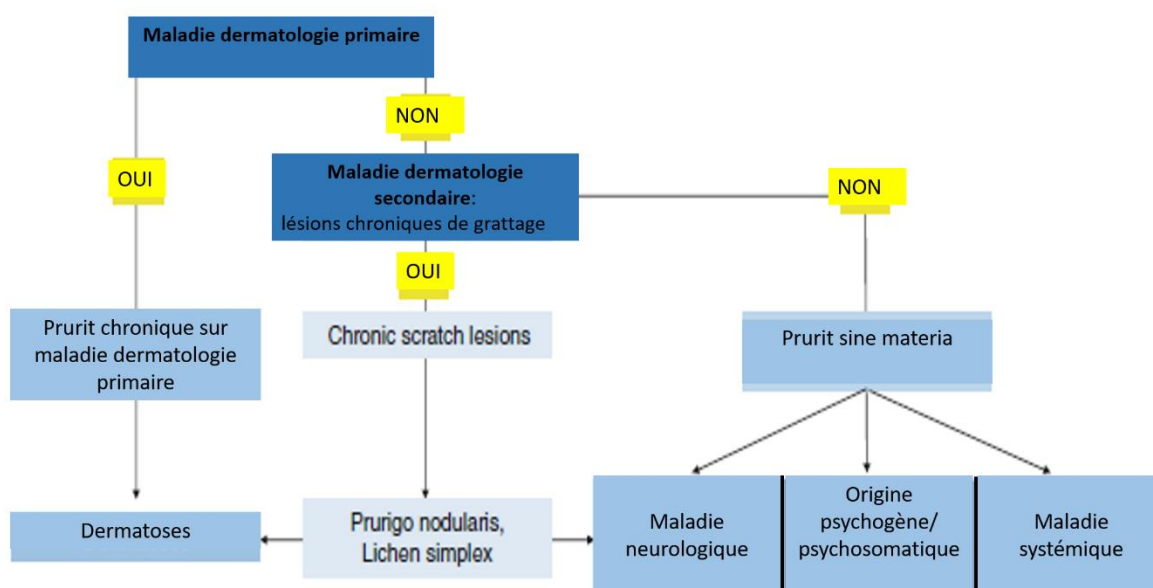 Maladie dermatologie primaire
NON
OUI
Maladie dermatologie
secondaire:
lésions chroniques de grattage
NON
OUI
Prurit chronique sur
maladie dermatologie
primaire
Chronic scratch lesions
Prurit sine materia
Dermatoses
Prurigo nodularis,
Lichen simplex
Maladie
neurologique
Origine
psychogène/
psychosomatique
Maladie
systémique